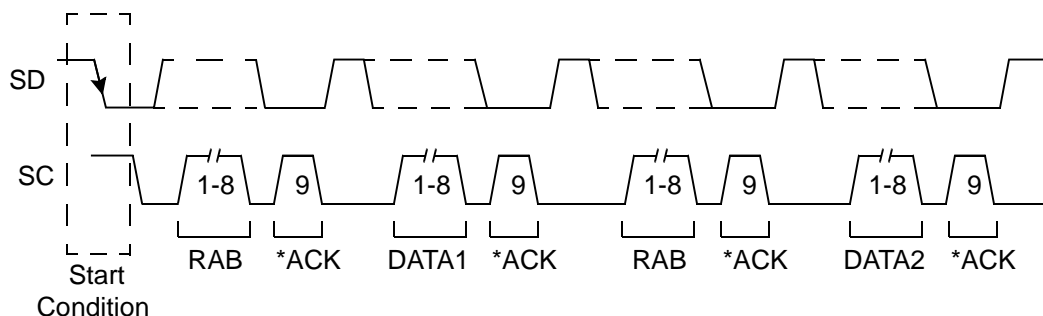 SD
SC
1-8 9 1-8 9 1-8 9 1-8 9
RAB *ACK DATA1 *ACK RAB *ACK DATA2 *ACK
Start
Condition